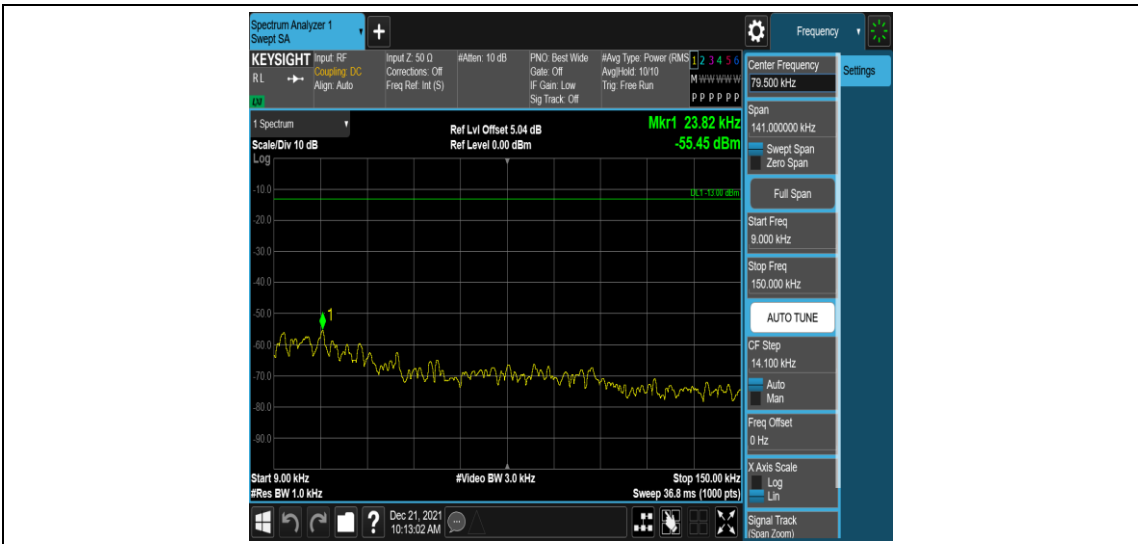 Spectrum Analyzer 1
Swept SA
+
Frequency
KEYSIGHT
RL
LXI
Input: RF
Coupling: DC
Align: Auto
Input Z: 50 Ω
Corrections: Off
Freq Ref: Int (S)
#Atten: 10 dB
PNO: Best Wide
Gate: Off
IF Gain: Low
Sig Track: Off
#Avg Type: Power (RMS
Avg|Hold: 10/10
Trig: Free Run
1 2 3 4 5 6
M W W W W W
P P P P P P
1 Spectrum
Scale/Div 10 dB
Log
Ref Lvl Offset 5.04 dB
Ref Level 0.00 dBm
Mkr1 23.82 kHz
-55.45 dBm
DL1 -13.00 dBm
-10.0
-20.0
-30.0
-40.0
-50.0
-60.0
-70.0
-80.0
-90.0
1
Start 9.00 kHz
#Res BW 1.0 kHz
#Video BW 3.0 kHz
Stop 150.00 kHz
Sweep 36.8 ms (1000 pts)
?
Dec 21, 2021
10:13:02 AM
Center Frequency
79.500 kHz
Settings
Span
141.000000 kHz
Swept Span
Zero Span
Full Span
Start Freq
9.000 kHz
Stop Freq
150.000 kHz
AUTO TUNE
CF Step
14.100 kHz
Auto
Man
Freq Offset
0 Hz
X Axis Scale
Log
Lin
Signal Track
(Span Zoom)